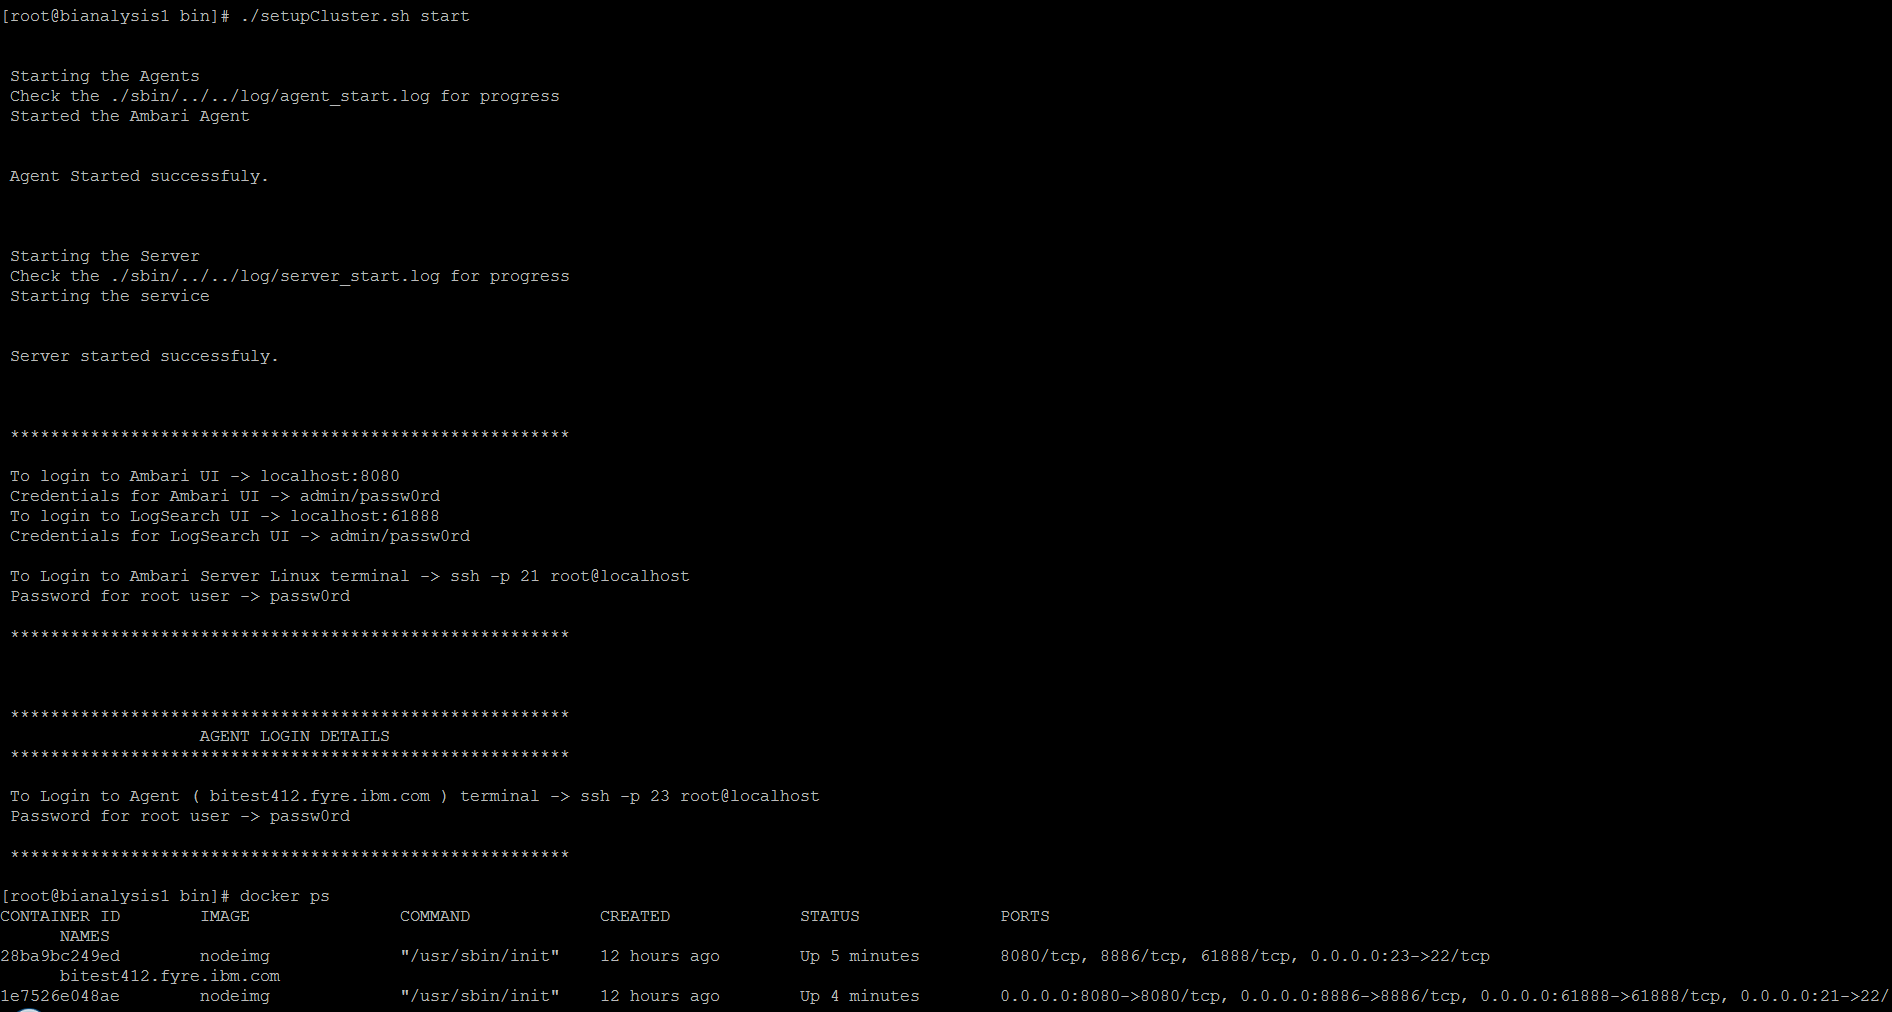 [root@bianalysis1 bin]# ./setupCluster.sh start
Starting the Agents
Check the ./sbin/../../log/agent_start.log for progress
Started the Ambari Agent
Agent Started successfuly.
Starting the Server
Check the ./sbin/../../log/server_start.log for progress
Starting the service
Server started successfuly.
********************************************************
To login to Ambari UI -> localhost:8080
Credentials for Ambari UI -> admin/passw0rd
To login to LogSearch UI -> localhost:61888
Credentials for LogSearch UI -> admin/passw0rd
To Login to Ambari Server Linux terminal -> ssh -p 21 root@localhost
Password for root user -> passw0rd
********************************************************
********************************************************
AGENT LOGIN DETAILS
********************************************************
To Login to Agent ( bitest412.fyre.ibm.com ) terminal -> ssh -p 23 root@localhost
Password for root user -> passw0rd
********************************************************
[root@bianalysis1 bin]# docker ps
CONTAINER ID        IMAGE               COMMAND             CREATED             STATUS              PORTS
      NAMES
28ba9bc249ed        nodeimg             "/usr/sbin/init"    12 hours ago        Up 5 minutes        8080/tcp, 8886/tcp, 61888/tcp, 0.0.0.0:23->22/tcp
      bitest412.fyre.ibm.com
1e7526e048ae        nodeimg             "/usr/sbin/init"    12 hours ago        Up 4 minutes        0.0.0.0:8080->8080/tcp, 0.0.0.0:8886->8886/tcp, 0.0.0.0:61888->61888/tcp, 0.0.0.0:21->22/